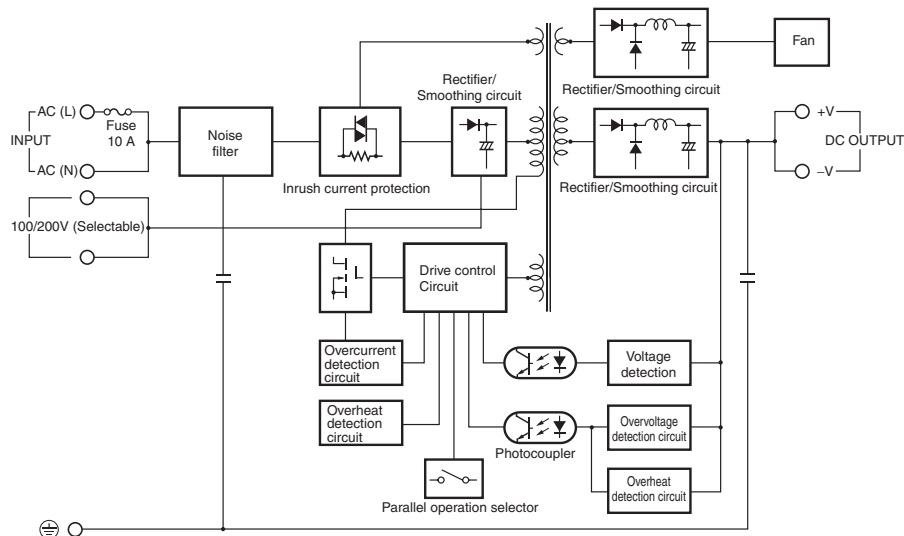 Fan
Rectifier/Smoothing circuit
Rectifier/
Smoothing circuit
AC (L)
Fuse
10 A
INPUT
AC (N)
Noise
filter
Inrush current protection
Rectifier/Smoothing circuit
+V
DC OUTPUT
–V
100/200V (Selectable)
Drive control
Circuit
Overcurrent
detection
circuit
Voltage
detection
Overheat
detection
circuit
Photocoupler
Overvoltage
detection circuit
Overheat
detection circuit
Parallel operation selector